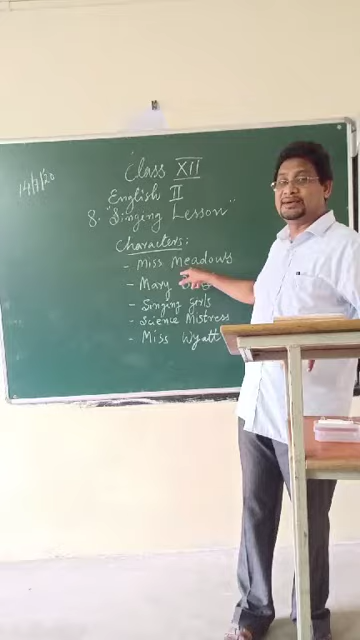 14/7/20
Class XII
English II
8. "Singing Lesson"
Characters:
- Miss Meadows
- Mary
- Singing girls
- Science Mistress
- Miss Wyatt